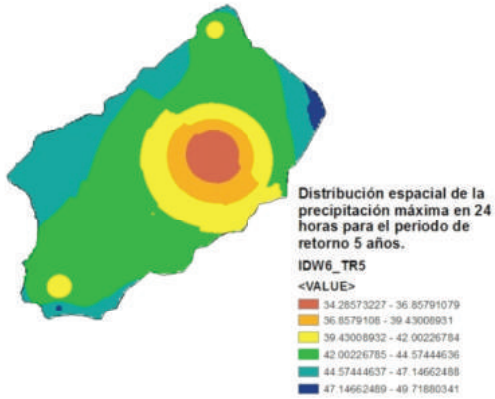 Distribución espacial de la
precipitación máxima en 24
horas para el periodo de
retorno 5 años.
IDW6_TR5
<VALUE>
34.28573227 - 36.85791079
36.8579108 - 39.43008931
39.43008932 - 42.00226784
42.00226785 - 44.57444636
44.57444637 - 47.14662488
47.14662489 - 49.71880341